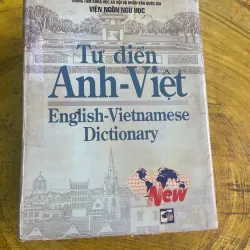 TRUNG TÂM KHOA HỌC XÃ HỘI VÀ NHÂN VĂN QUỐC GIA
VIỆN NGÔN NGỮ HỌC
Từ điển
Anh-Việt
English-Vietnamese
Dictionary
New